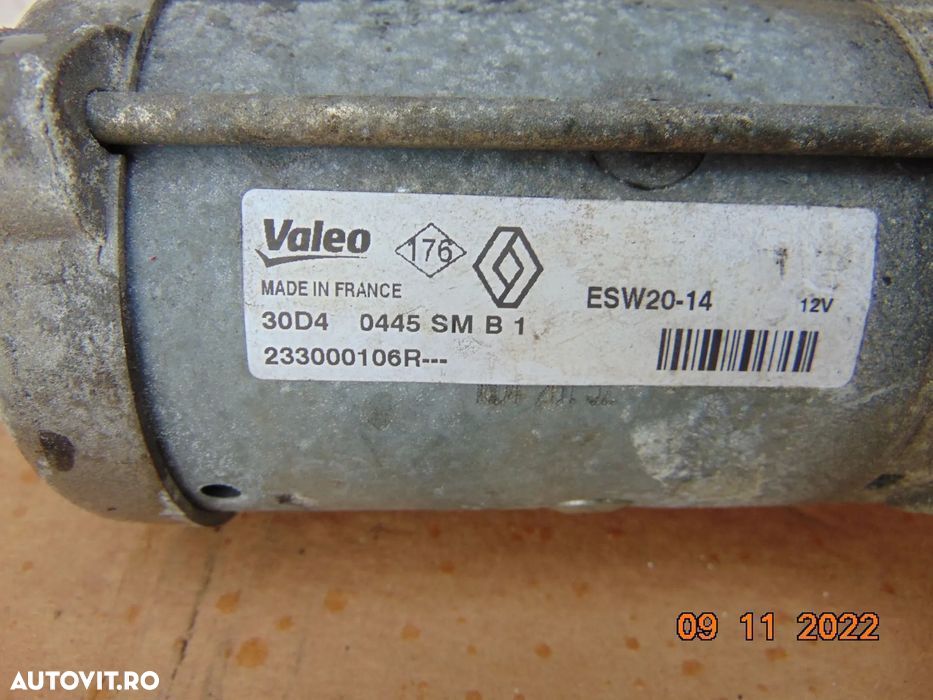 Valeo
176
MADE IN FRANCE
ESW20-14
12V
30D4 0445 SM B 1
233000106R---
09 11 2022
AUTOVIT.RO